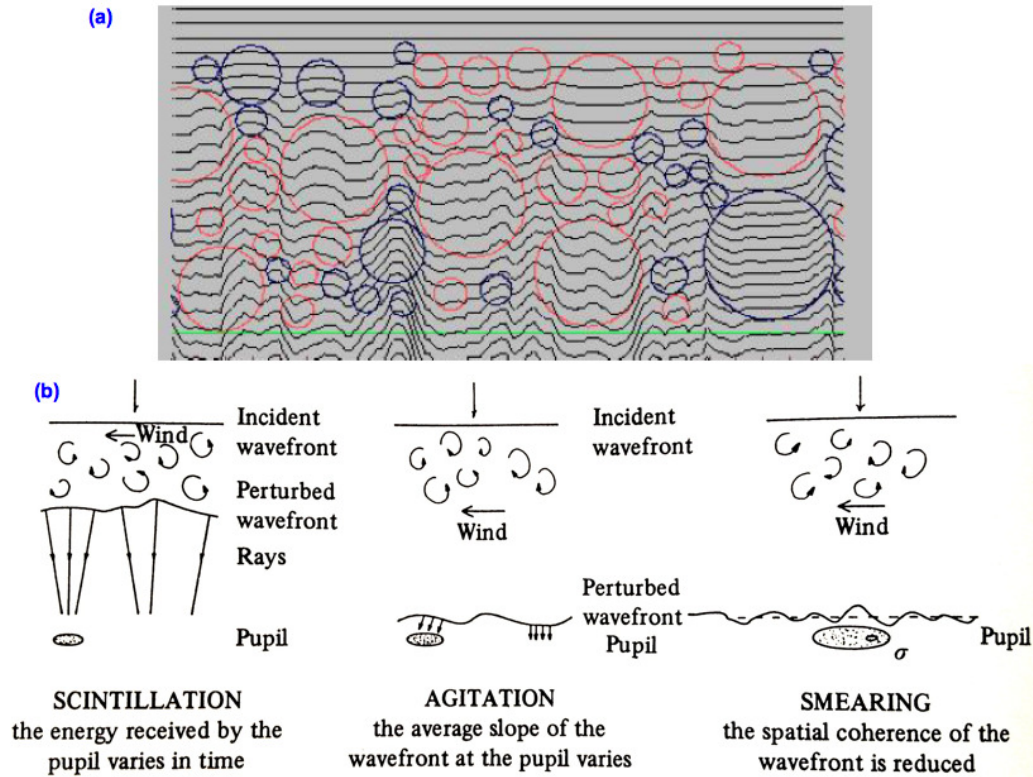 (a)
(b)
Incident
wavefront
Wind
Perturbed
wavefront
Rays
Pupil
SCINTILLATION
the energy received by the
pupil varies in time
Incident
wavefront
Wind
Perturbed
wavefront
Pupil
AGITATION
the average slope of the
wavefront at the pupil varies
Wind
Pupil
σ
SMEARING
the spatial coherence of the
wavefront is reduced